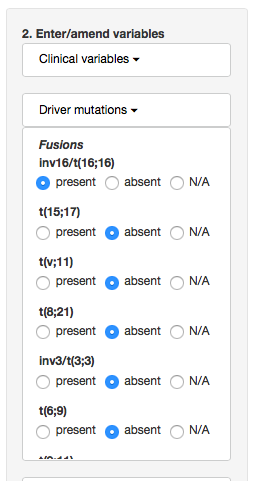 2. Enter/amend variables
Clinical variables
Driver mutations
Fusions
inv16/t(16;16)
present absent N/A
t(15;17)
present absent N/A
t(v;11)
present absent N/A
t(8;21)
present absent N/A
inv3/t(3;3)
present absent N/A
t(6;9)
present absent N/A